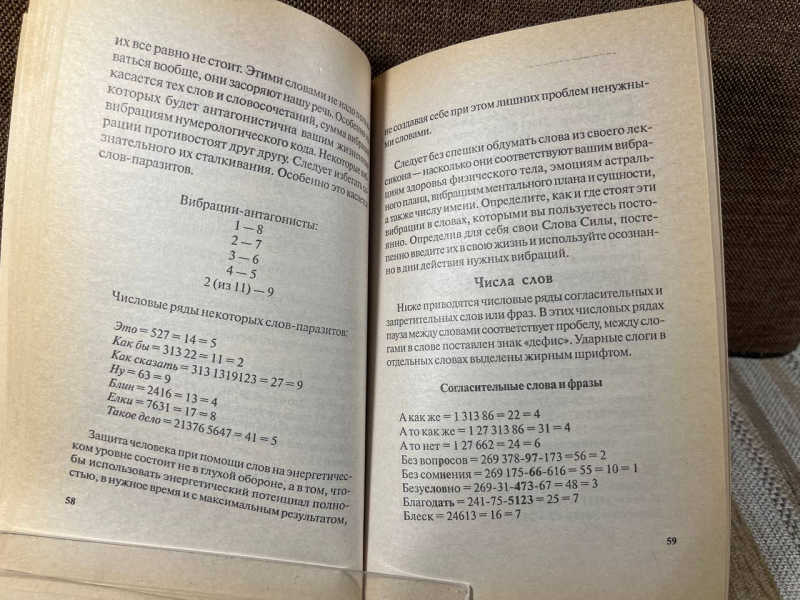 их все равно не стоит. Этими словами не надо
ваться вообще, они засоряют нашу речь. Особенно
касается тех слов и словосочетаний, сумма
которых будет антагонистична вашим
вибрациям нумерологического кода. Некоторые
рации противостоят друг другу. Следует избегать
знательного их сталкивания. Особенно это касается
слов-паразитов.
Вибрации-антагонисты:
1 — 8
2 — 7
3 — 6
4 — 5
2 (из 11) — 9
Числовые ряды некоторых слов-паразитов:
Это = 527 = 14 = 5
Как бы = 313 22 = 11 = 2
Как сказать = 313 1319123 = 27 = 9
Ну = 63 = 9
Блин = 2416 = 13 = 4
Елки = 7631 = 17 = 8
Такое дело = 21376 5647 = 41 = 5
Защита человека при помощи слов на энергетичес-
ком уровне состоит не в глухой обороне, а в том, что-
бы использовать энергетический потенциал полно-
стью, в нужное время и с максимальным результатом,
58
не создавая себе при этом лишних проблем ненужны-
ми словами.
Следует без спешки обдумать слова из своего лек-
сикона — насколько они соответствуют вашим вибра-
циям здоровья физического тела, эмоциям астраль-
ного плана, вибрациям ментального плана и сущности,
а также числу имени. Определите, как и где стоят эти
вибрации в словах, которыми вы пользуетесь посто-
янно. Определив для себя свои Слова Силы, посте-
пенно введите их в свою жизнь и используйте осознан-
но в дни действия нужных вибраций.
Числа слов
Ниже приводятся числовые ряды согласительных и
запретительных слов или фраз. В этих числовых рядах
пауза между словами соответствует пробелу, между сло-
гами в слове поставлен знак «дефис». Ударные слоги в
отдельных словах выделены жирным шрифтом.
Согласительные слова и фразы
А как же = 1 313 86 = 22 = 4
А то как же = 1 27 313 86 = 31 = 4
А то нет = 1 27 662 = 24 = 6
Без вопросов = 269 378-97-173 =56 = 2
Без сомнения = 269 175-66-616 = 55 = 10 = 1
Безусловно = 269-31-473-67 = 48 = 3
Благодать = 241-75-5123 = 25 = 7
Блеск = 24613 = 16 = 7
59